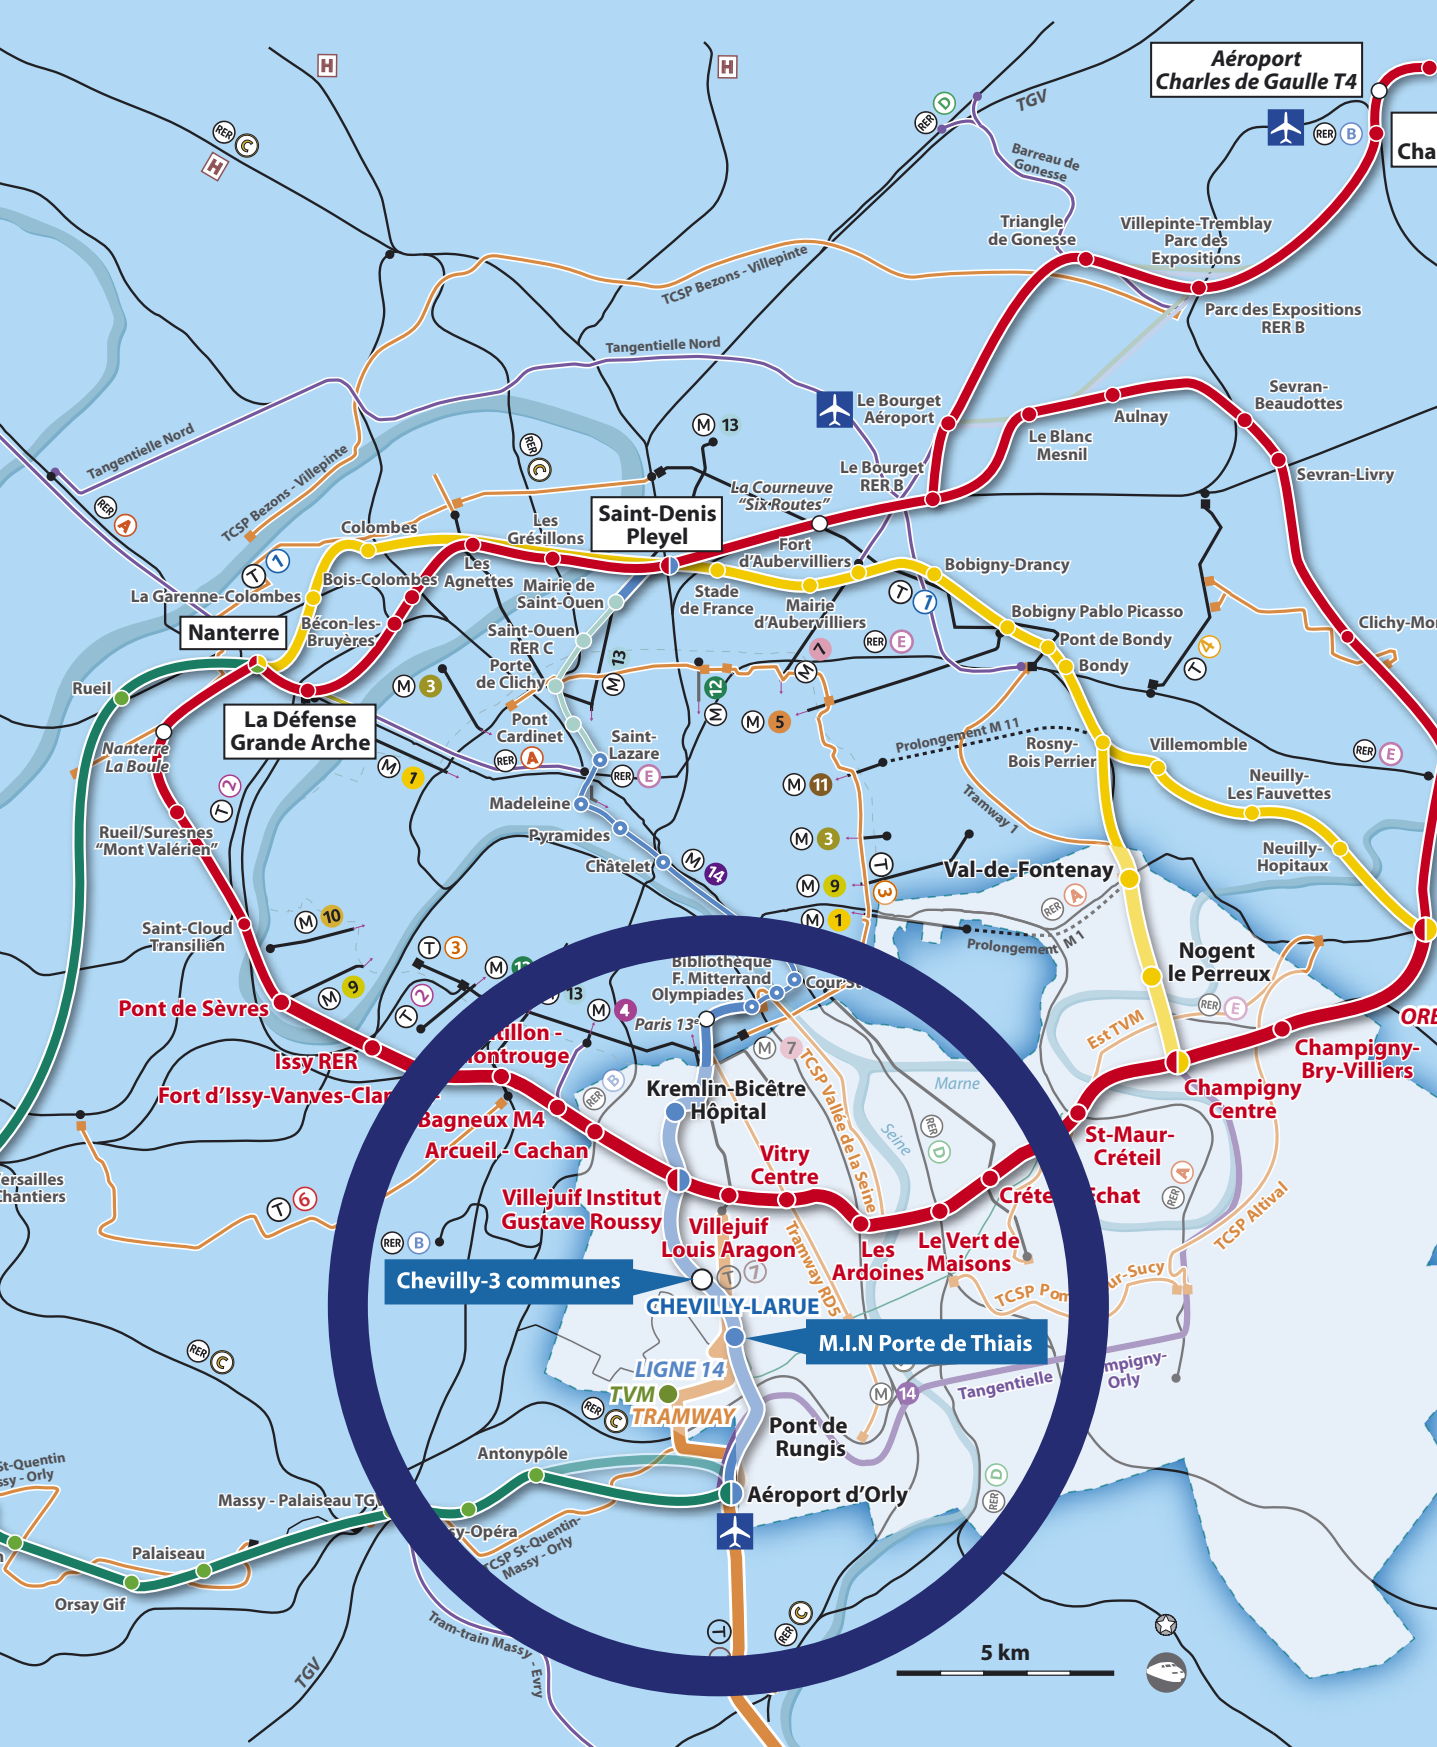 Aéroport
Charles de Gaulle T4
H
H
RER D
TGV
RER C
H
RER B
Cha
Barreau de
Gonesse
Triangle
de Gonesse
Villepinte-Tremblay
Parc des
Expositions
TCSP Bezons - Villepinte
Parc des Expositions
RER B
Tangentielle Nord
Sevran-
Beaudottes
Le Bourget
Aéroport
Aulnay
M 13
Le Blanc
Mesnil
Tangentielle Nord
RER C
Le Bourget
RER B
Sevran-Livry
TCSP Bezons - Villepinte
RER A
La Courneuve
“Six Routes”
Saint-Denis
Pleyel
Colombes
Les
Grésillons
Fort
d’Aubervilliers
Bobigny-Drancy
T 1
Bois-Colombes
Les
Agnettes
Mairie de
Saint-Ouen
Stade
de France
Mairie
d’Aubervilliers
T 1
La Garenne-Colombes
Bobigny Pablo Picasso
Clichy-Mo
Nanterre
Bécon-les-
Bruyères
Saint-Ouen
RER C
13
M
M 7
RER E
Pont de Bondy
T 4
Rueil
M 3
Porte
de Clichy
12
M
Bondy
La Défense
Grande Arche
Pont
Cardinet
M 5
Prolongement M 11
Nanterre
La Boule
Saint-
Lazare
RER A
RER E
Rosny-
Bois Perrier
Villemomble
RER E
M 1
M 11
T 2
Madeleine
Neuilly-
Les Fauvettes
Rueil/Suresnes
“Mont Valérien”
Pyramides
M 3
Tramway 1
Neuilly-
Hopitaux
Châtelet
M 14
T 3
Val-de-Fontenay
M 9
RER A
M 10
M 1
Saint-Cloud
Transilien
T 3
Prolongement M 1
Nogent
le Perreux
M
Bibliothèque
F. Mitterrand
Olympiades
Pont de Sèvres
M 9
T 2
13
M 4
Paris 13e
RER E
Est TVM
ORB
Issy RER
M 7
Champigny-
Bry-Villiers
Fort d’Issy-Vanves-Cla
RER B
Kremlin-Bicêtre
Hôpital
TCSP Vallée de la Seine
Marne
Champigny
Centre
Bagneux M4
Seine
RER D
St-Maur-
Créteil
Arcueil - Cachan
Vitry
Centre
RER A
Villejuif Institut
Gustave Roussy
T 6
Villejuif
Louis Aragon
Les
Ardoines
Le Vert de
Maisons
TCSP Altival
RER B
Chevilly-3 communes
T 7
Tramway RD5
CHEVILLY-LARUE
M.I.N Porte de Thiais
RER C
LIGNE 14
TVM
TRAMWAY
M 14
Tangentielle
mpigny-
Orly
RER C
Pont de
Rungis
Antonypôle
Massy - Palaiseau TGV
Aéroport d’Orly
RER D
St-Quentin
TCSP St-Quentin-
Massy - Orly
Palaiseau
Orsay Gif
RER C
T
TGV
Tram-train Massy - Evry
5 km